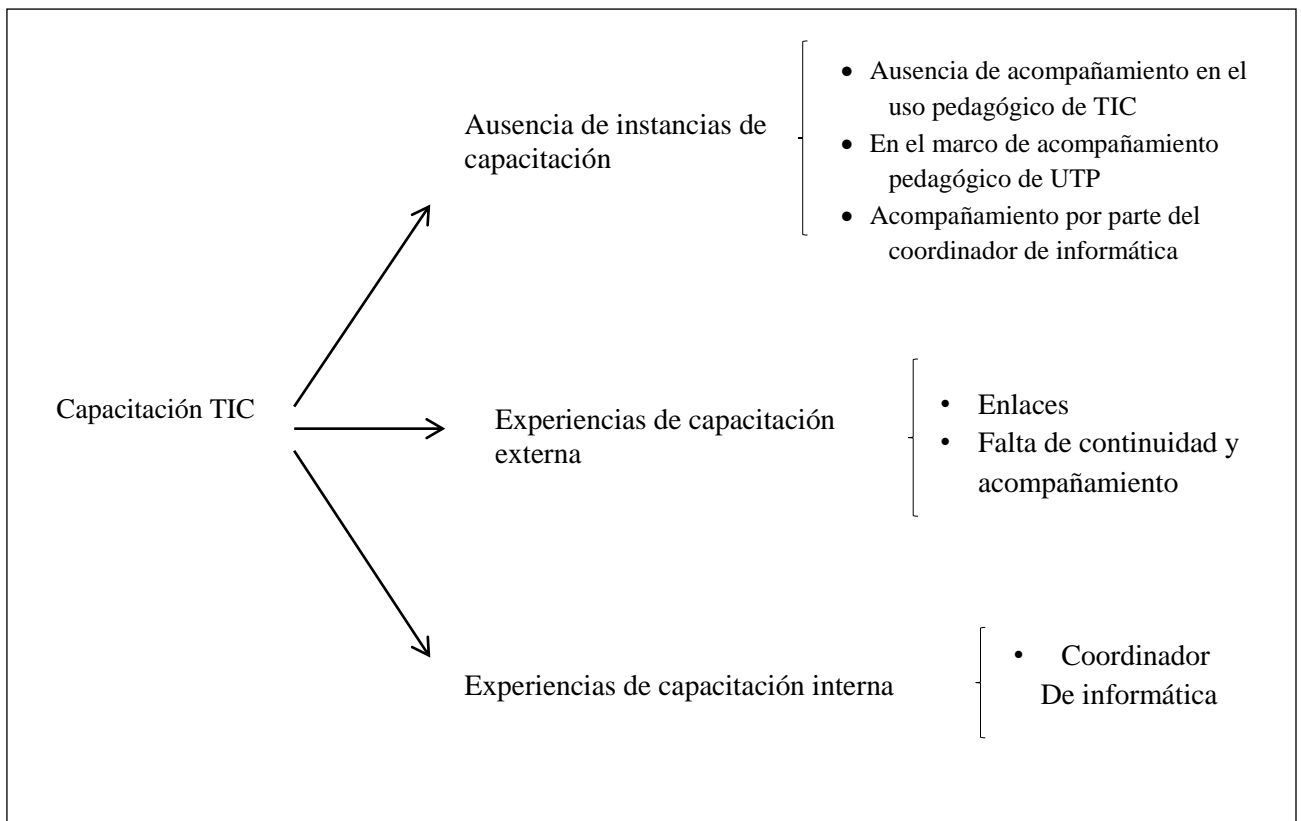 Capacitación TIC
Ausencia de instancias de
capacitación
• Ausencia de acompañamiento en el
uso pedagógico de TIC
• En el marco de acompañamiento
pedagógico de UTP
• Acompañamiento por parte del
coordinador de informática
Experiencias de capacitación
externa
• Enlaces
• Falta de continuidad y
acompañamiento
Experiencias de capacitación interna
• Coordinador
De informática